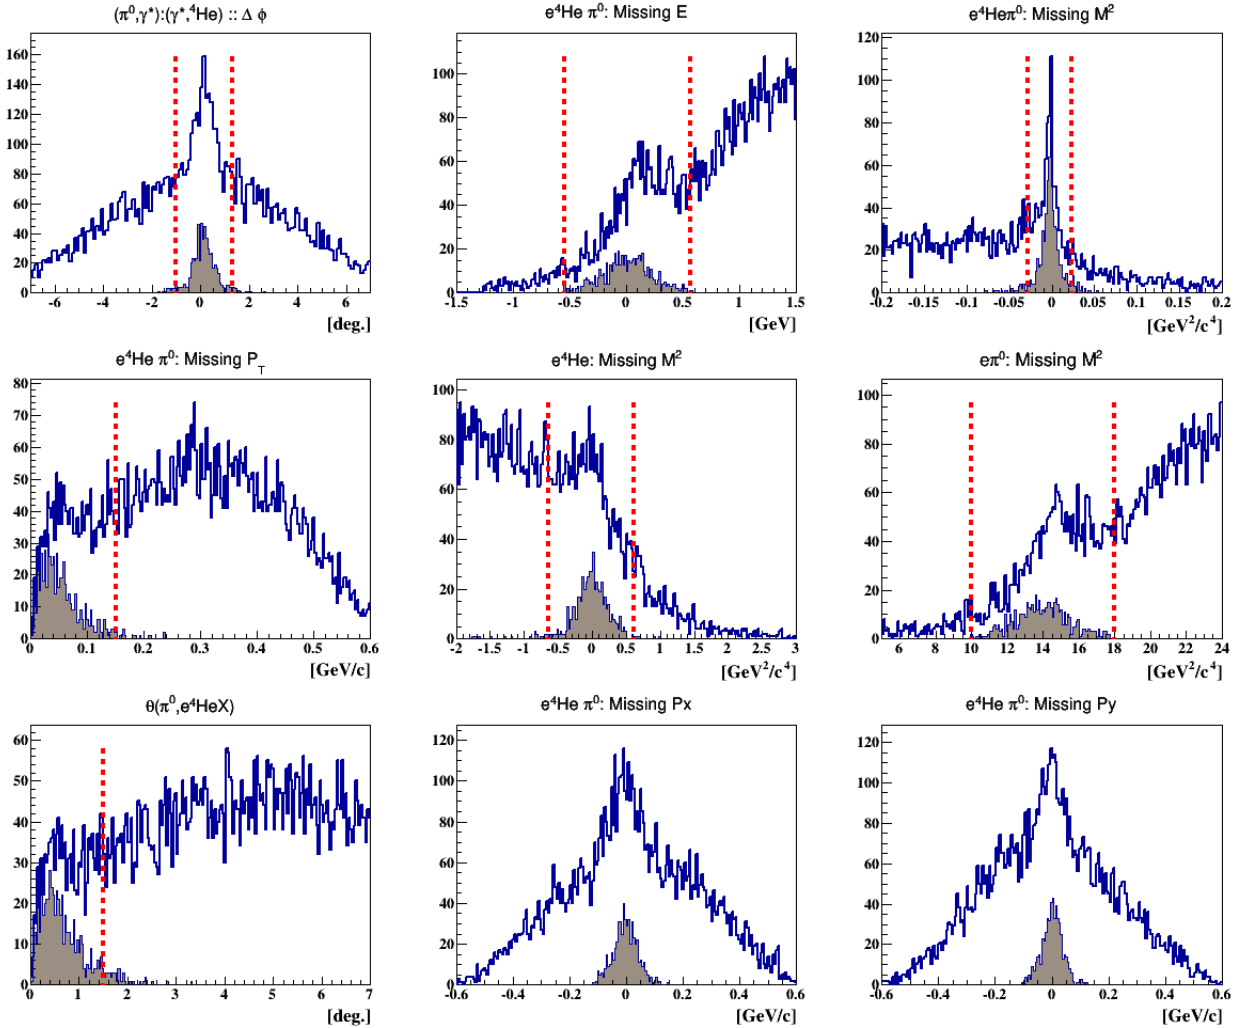 (π⁰,γ*):(γ*,⁴He) :: Δ ϕ
160
140
120
100
80
60
40
20
0
-6 -4 -2 0 2 4 6
[deg.]
e⁴He π⁰: Missing E
100
80
60
40
20
0
-1.5 -1 -0.5 0 0.5 1 1.5
[GeV]
e⁴Heπ⁰: Missing M²
120
100
80
60
40
20
0
-0.2 -0.15 -0.1 -0.05 0 0.05 0.1 0.15 0.2
[GeV²/c⁴]
e⁴He π⁰: Missing P_T
80
70
60
50
40
30
20
10
0
0 0.1 0.2 0.3 0.4 0.5 0.6
[GeV/c]
e⁴He: Missing M²
100
80
60
40
20
0
-2 -1.5 -1 -0.5 0 0.5 1 1.5 2 2.5 3
[GeV²/c⁴]
eπ⁰: Missing M²
100
80
60
40
20
0
6 8 10 12 14 16 18 20 22 24
[GeV²/c⁴]
θ(π⁰,e⁴HeX)
60
50
40
30
20
10
0
0 1 2 3 4 5 6 7
[deg.]
e⁴He π⁰: Missing Px
120
100
80
60
40
20
0
-0.6 -0.4 -0.2 0 0.2 0.4 0.6
[GeV/c]
e⁴He π⁰: Missing Py
120
100
80
60
40
20
0
-0.6 -0.4 -0.2 0 0.2 0.4 0.6
[GeV/c]